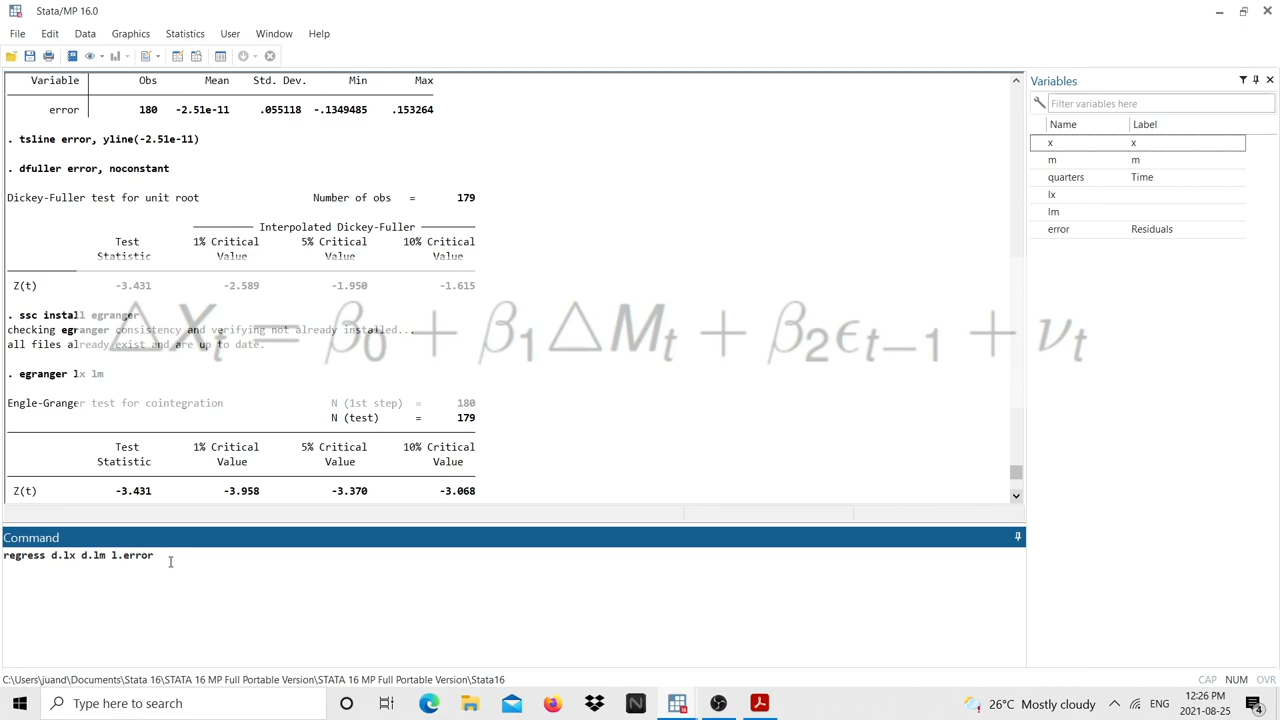 Stata/MP 16.0
File Edit Data Graphics Statistics User Window Help
Variable Obs Mean Std. Dev. Min Max
error 180 -2.51e-11 .055118 -.1349485 .153264
. tsline error, yline(-2.51e-11)
. dfuller error, noconstant
Dickey-Fuller test for unit root Number of obs = 179
Interpolated Dickey-Fuller
Test 1% Critical 5% Critical 10% Critical
Statistic Value Value Value
Z(t) -3.431 -2.589 -1.950 -1.615
. ssc install egranger
checking egranger consistency and verifying not already installed...
all files already exist and are up to date.
△Xₜ = β₀ + β₁△Mₜ + β₂ϵₜ₋₁ + νₜ
. egranger lx lm
Engle-Granger test for cointegration N (1st step) = 180
N (test) = 179
Test 1% Critical 5% Critical 10% Critical
Statistic Value Value Value
Z(t) -3.431 -3.958 -3.370 -3.068
Command
regress d.lx d.lm l.error
Variables
Filter variables here
Name Label
x x
m m
quarters Time
lx
lm
error Residuals
C:\Users\juand\Documents\Stata 16\STATA 16 MP Full Portable Version\STATA 16 MP Full Portable Version\Stata16
CAP NUM OVR
Type here to search
26°C Mostly cloudy
ENG
12:26 PM
2021-08-25
4